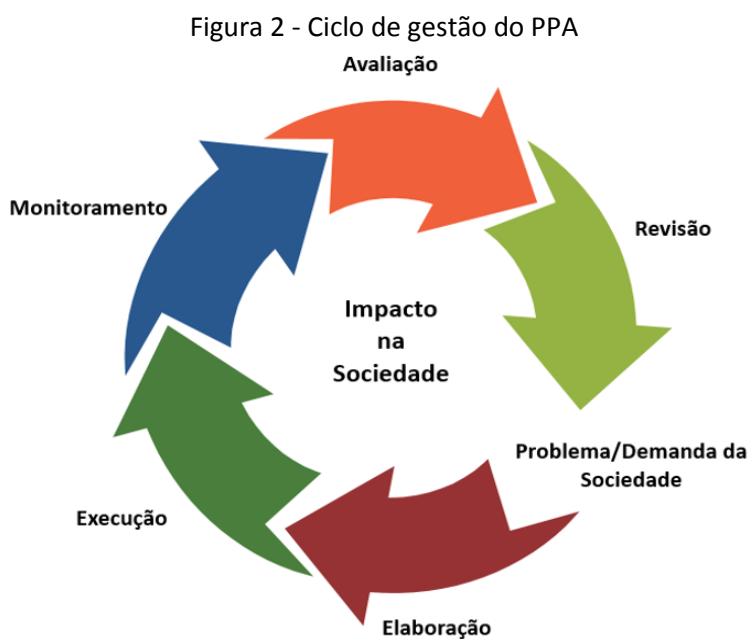 Figura 2 - Ciclo de gestão do PPA
Avaliação
Monitoramento
Revisão
Impacto
na
Sociedade
Problema/Demanda da
Sociedade
Execução
Elaboração